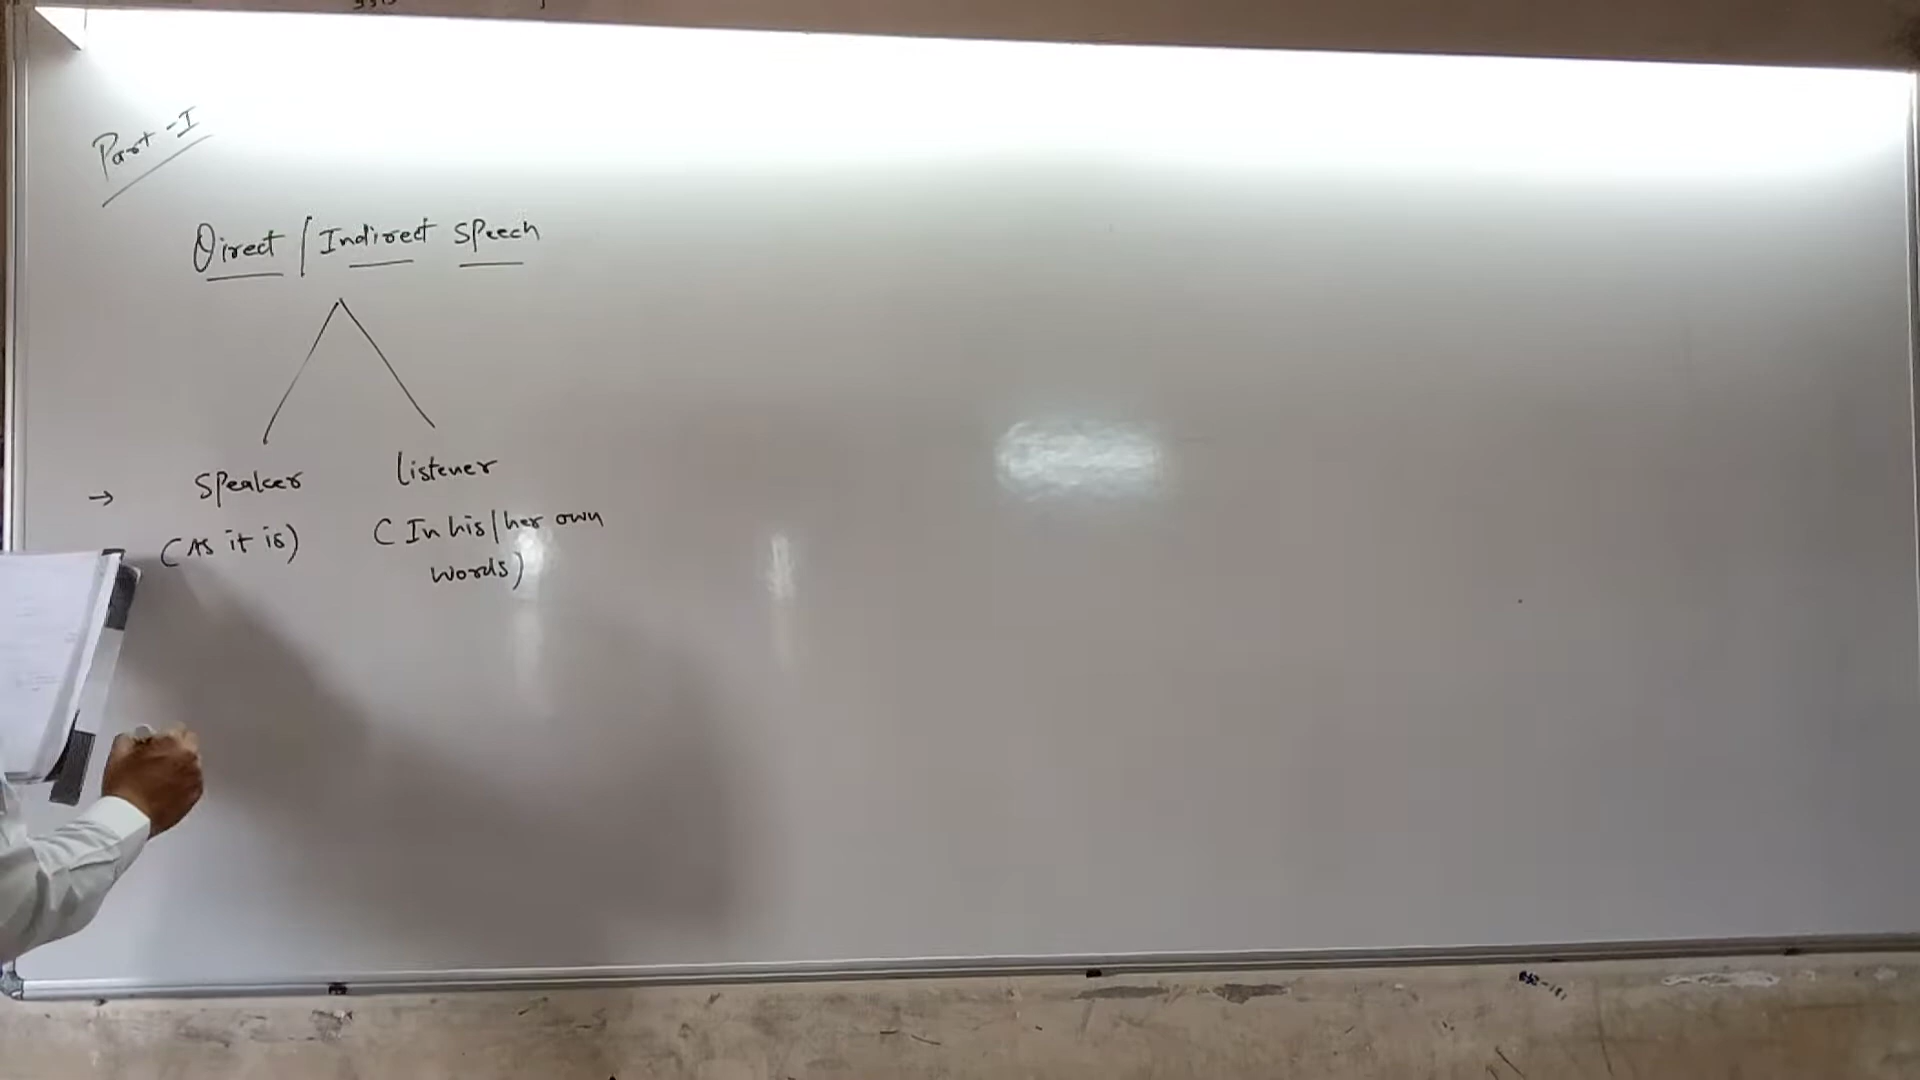 Part-I
Direct / Indirect Speech
→ Speaker Listener
(As it is) (In his/her own
words)